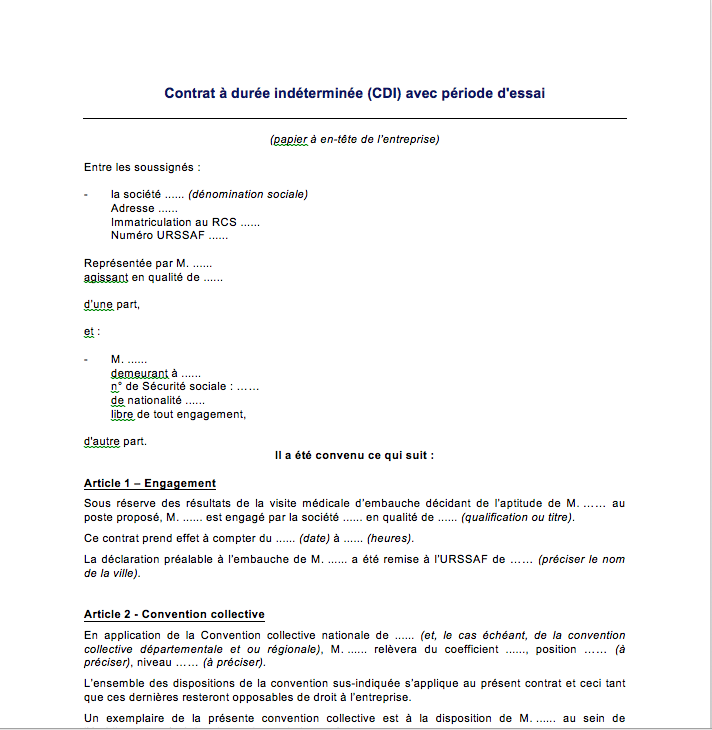 Contrat à durée indéterminée (CDI) avec période d'essai
(papier à en-tête de l'entreprise)
Entre les soussignés :
- la société ...... (dénomination sociale)
Adresse ......
Immatriculation au RCS ......
Numéro URSSAF ......
Représentée par M. ......
agissant en qualité de ......
d'une part,
et :
- M. ......
demeurant à ......
n° de Sécurité sociale : ......
de nationalité ......
libre de tout engagement,
d'autre part.
Il a été convenu ce qui suit :
Article 1 – Engagement
Sous réserve des résultats de la visite médicale d'embauche décidant de l'aptitude de M. ...... au
poste proposé, M. ...... est engagé par la société ...... en qualité de ...... (qualification ou titre).
Ce contrat prend effet à compter du ...... (date) à ...... (heures).
La déclaration préalable à l'embauche de M. ...... a été remise à l'URSSAF de ...... (préciser le nom
de la ville).
Article 2 - Convention collective
En application de la Convention collective nationale de ...... (et, le cas échéant, de la convention
collective départementale et ou régionale), M. ...... relèvera du coefficient ......, position ...... (à
préciser), niveau ...... (à préciser).
L'ensemble des dispositions de la convention sus-indiquée s'applique au présent contrat et ceci tant
que ces dernières resteront opposables de droit à l'entreprise.
Un exemplaire de la présente convention collective est à la disposition de M. ...... au sein de